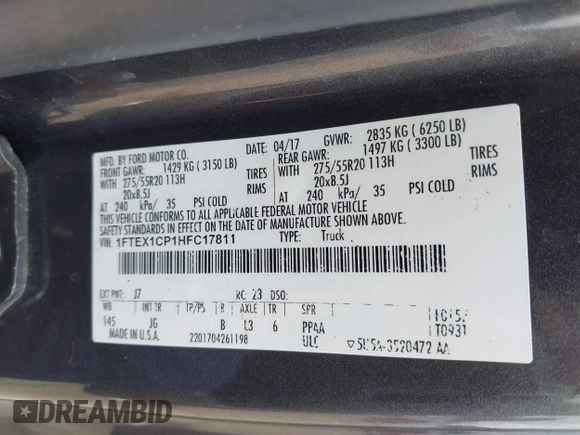 MFD. BY FORD MOTOR CO.
DATE: 04/17 GVWR: 2835 KG ( 6250 LB)
FRONT GAWR: 1429 KG ( 3150 LB) REAR GAWR: 1497 KG ( 3300 LB)
WITH 275/55R20 113H TIRES WITH 275/55R20 113H TIRES
20x8.5J RIMS 20x8.5J RIMS
AT 240 kPa/ 35 PSI COLD AT 240 kPa/ 35 PSI COLD
THIS VEHICLE CONFORMS TO ALL APPLICABLE FEDERAL MOTOR VEHICLE
SAFETY STANDARDS IN EFFECT ON THE DATE OF MANUFACTURE SHOWN ABOVE.
VIN: 1FTEX1CP1HFC17811 TYPE: Truck
EXT PNT: J7 RC: 23 DSO:
WB INT TR TP/PS R AXLE TR SPR
145 JG B L3 6 PPAA
MADE IN U.S.A. 2201704261198 ULC
T0931
DREAMBID